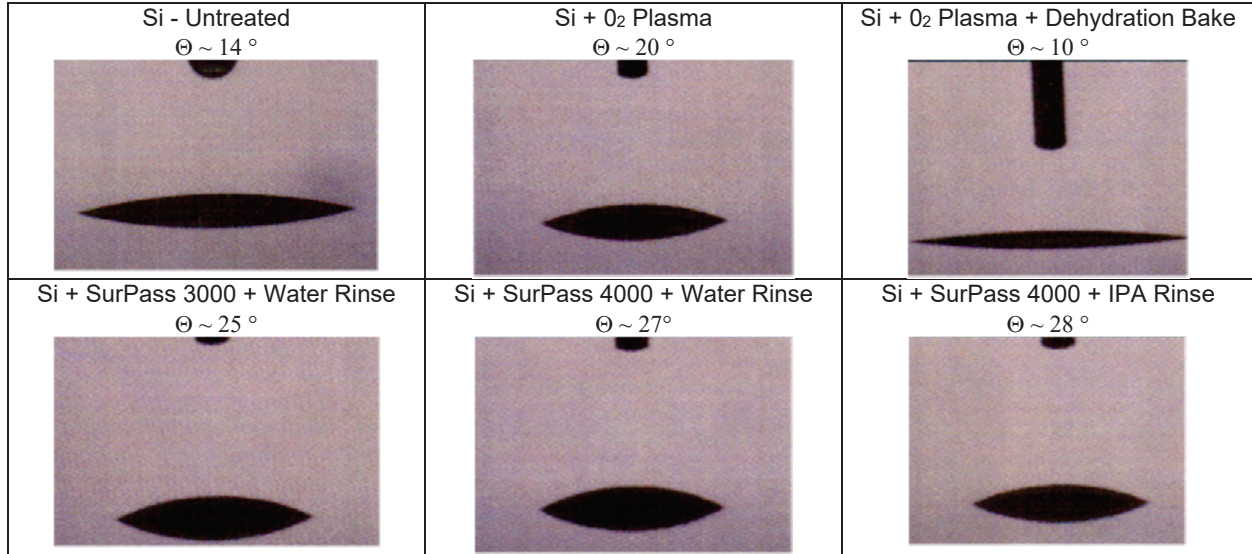 Si - Untreated
Θ ~ 14 °
Si + 0₂ Plasma
Θ ~ 20 °
Si + 0₂ Plasma + Dehydration Bake
Θ ~ 10 °
Si + SurPass 3000 + Water Rinse
Θ ~ 25 °
Si + SurPass 4000 + Water Rinse
Θ ~ 27°
Si + SurPass 4000 + IPA Rinse
Θ ~ 28 °